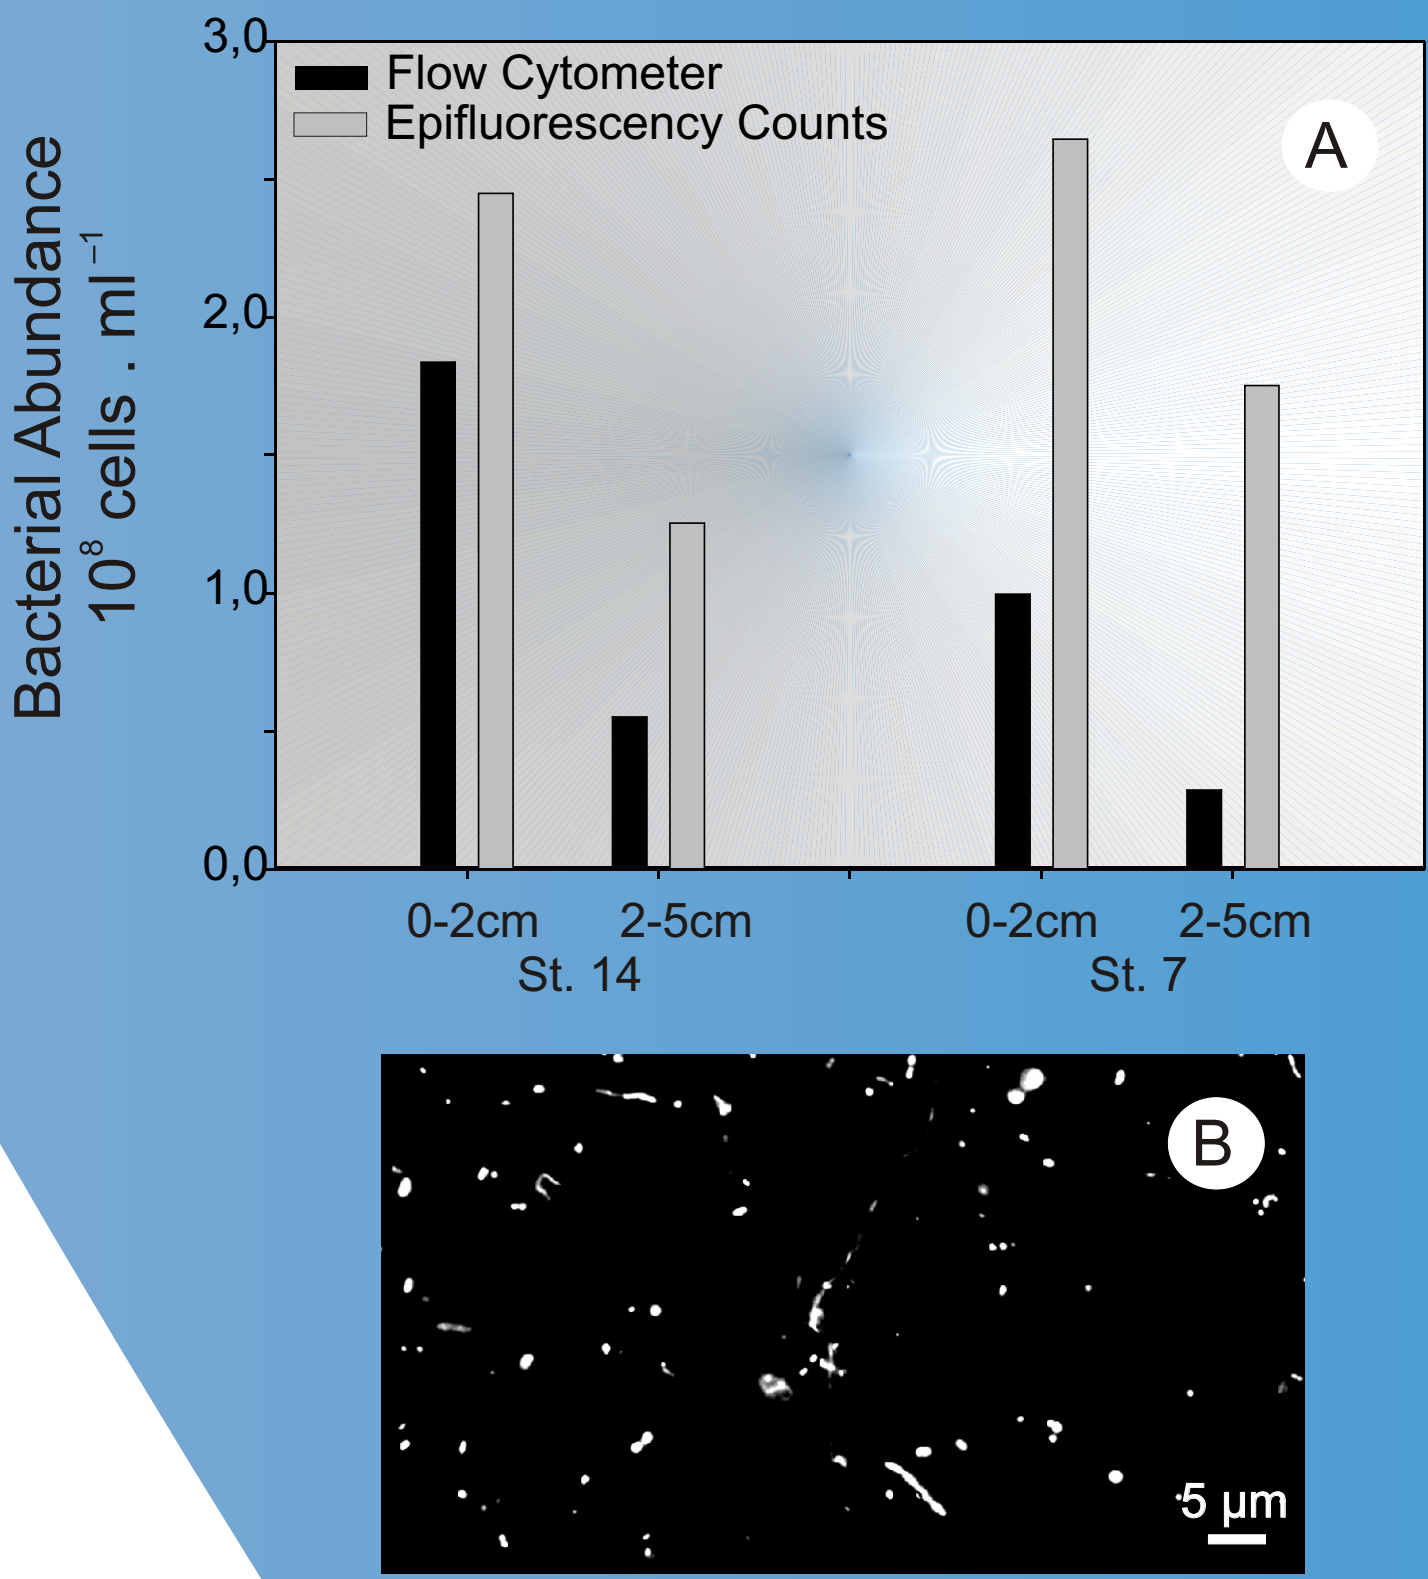 3,0
Flow Cytometer
Epifluorescency Counts
A
Bacterial Abundance
10⁸ cells . ml⁻¹
2,0
1,0
0,0
0-2cm 2-5cm 0-2cm 2-5cm
St. 14 St. 7
B
5 µm